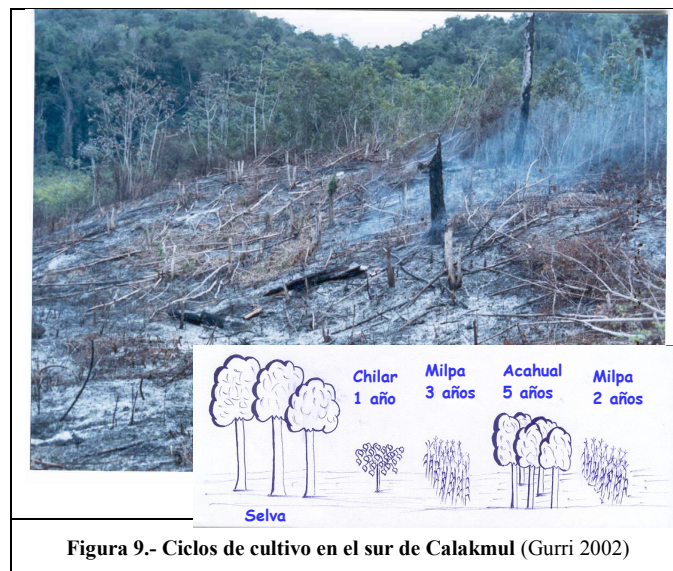 Chilar
1 año
Milpa
3 años
Acahual
5 años
Milpa
2 años
Selva
Figura 9.- Ciclos de cultivo en el sur de Calakmul (Gurri 2002)